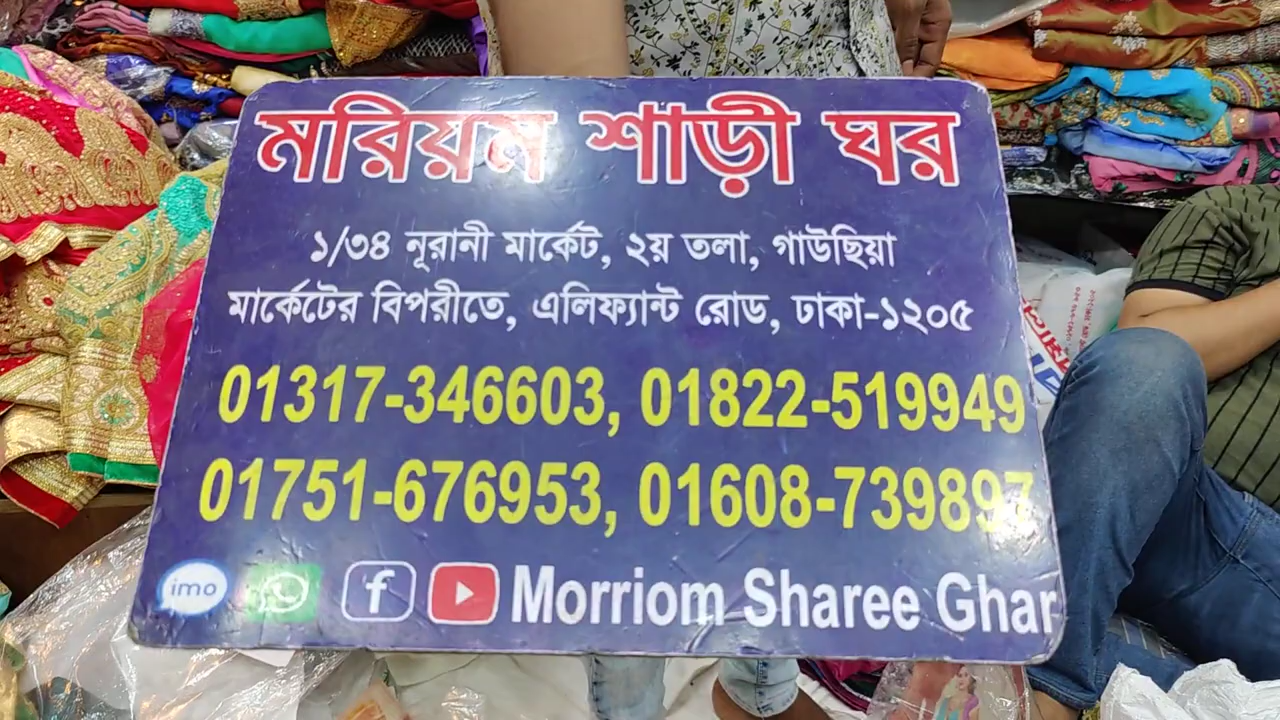 মরিয়ম শাড়ী ঘর
১/৩৪ নূরানী মার্কেট, ২য় তলা, গাউছিয়া
মার্কেটের বিপরীতে, এলিফ্যান্ট রোড, ঢাকা-১২০৫
01317-346603, 01822-519949
01751-676953, 01608-739897
imo f Morriom Sharee Ghar